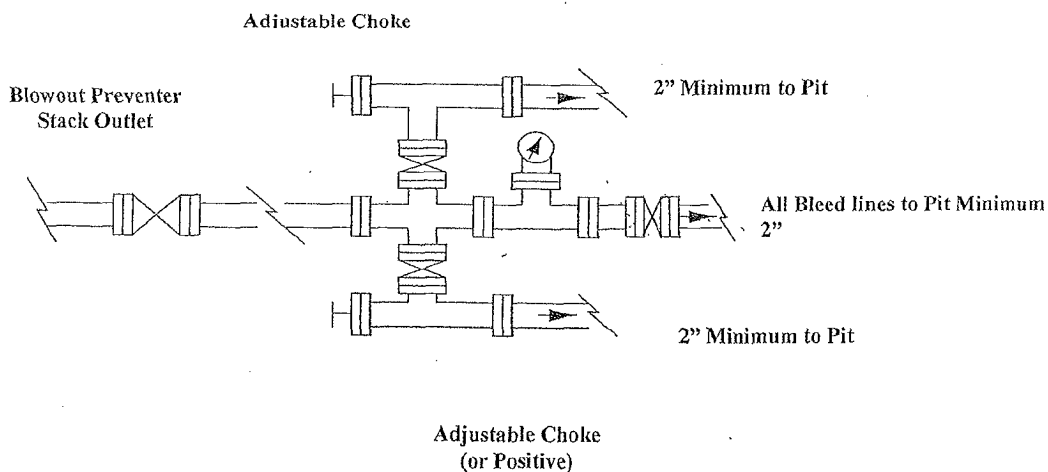 Adiustable Choke
Blowout Preventer
Stack Outlet
2” Minimum to Pit
All Bleed lines to Pit Minimum
2”
2” Minimum to Pit
Adjustable Choke
(or Positive)